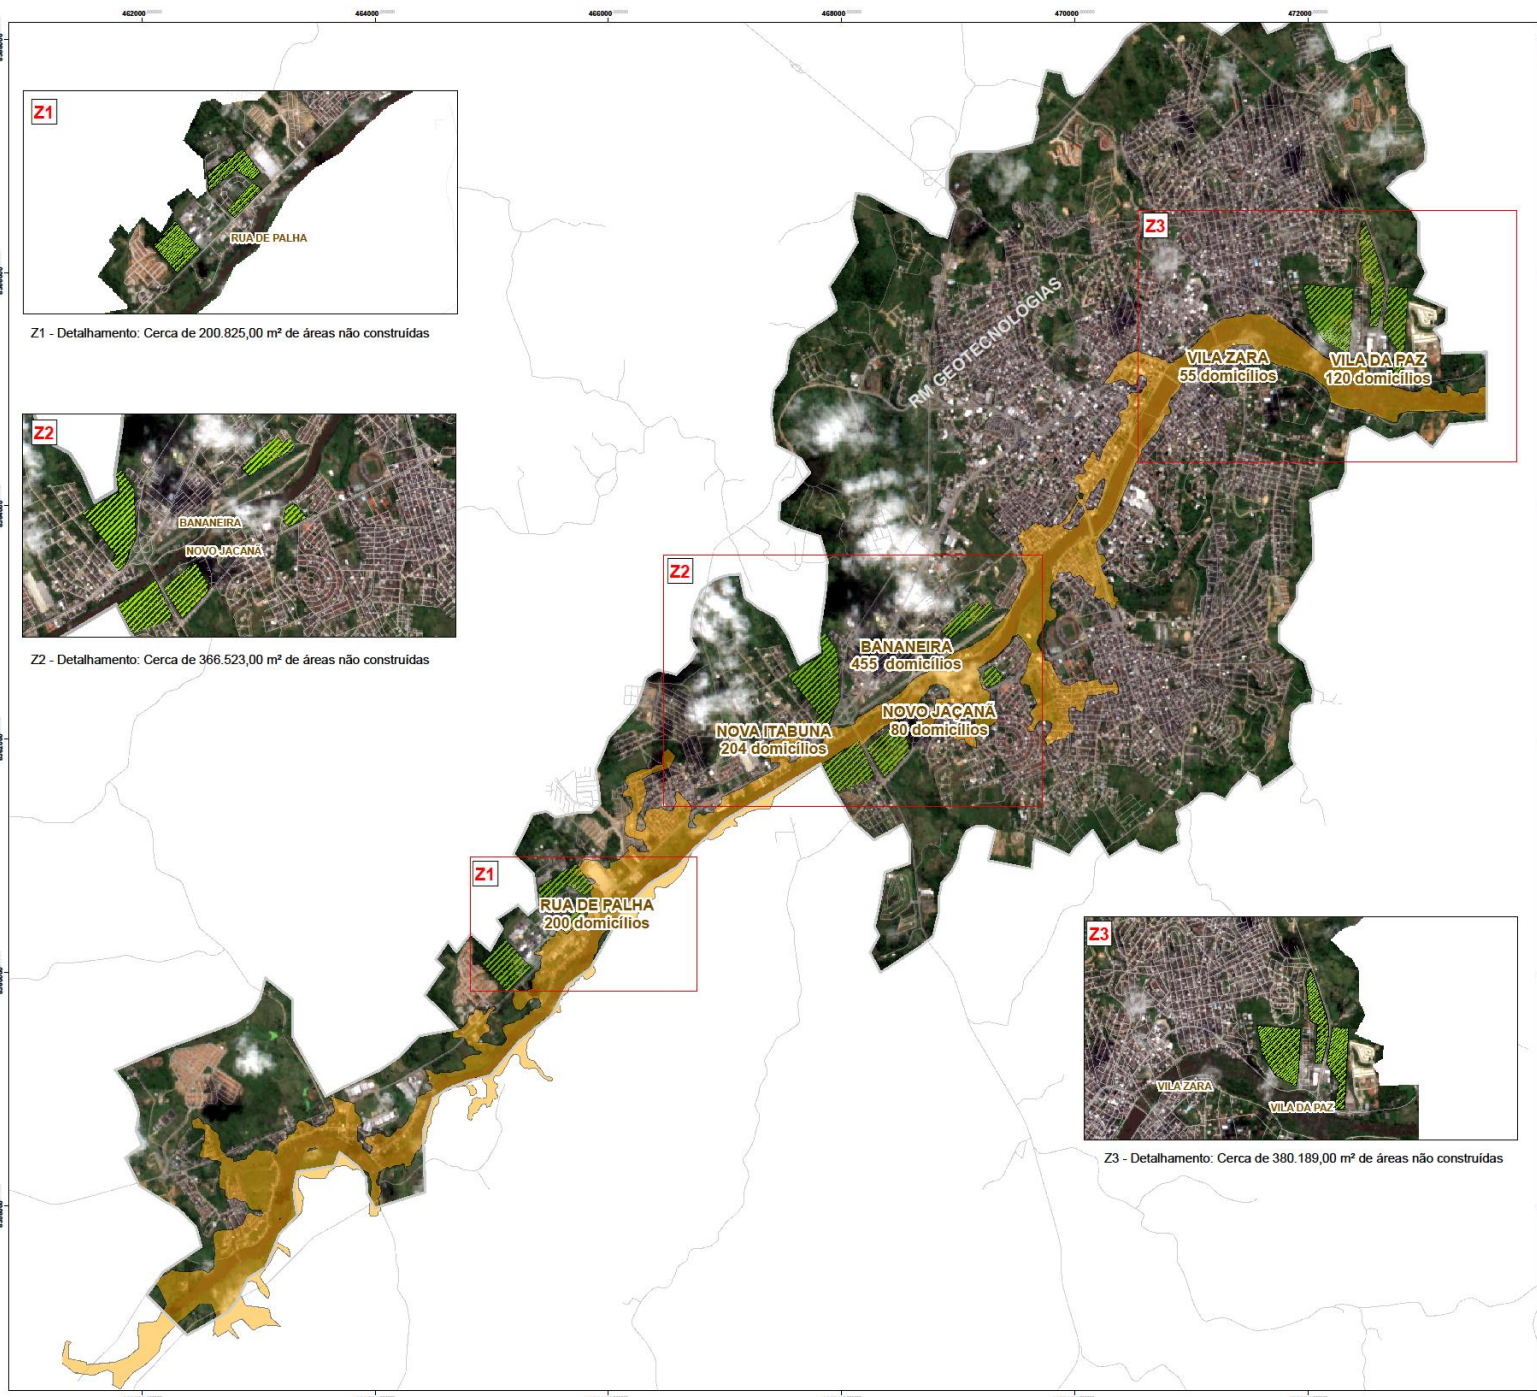 462000
464000
466000
468000
470000
472000
Z1
RUA DE PALHA
Z1 - Detalhamento: Cerca de 200.825,00 m² de áreas não construídas
Z2
BANANEIRA
NOVO JACANÃ
Z2 - Detalhamento: Cerca de 366.523,00 m² de áreas não construídas
Z3
RM GEOTECNOLOGIAS
VILA ZARA
55 domicílios
VILA DA PAZ
120 domicílios
Z2
BANANEIRA
455 domicílios
NOVO JAÇANÃ
80 domicílios
NOVA ITABUNA
204 domicílios
Z1
RUA DE PALHA
200 domicílios
Z3
VILA ZARA
VILA DA PAZ
Z3 - Detalhamento: Cerca de 380.189,00 m² de áreas não construídas